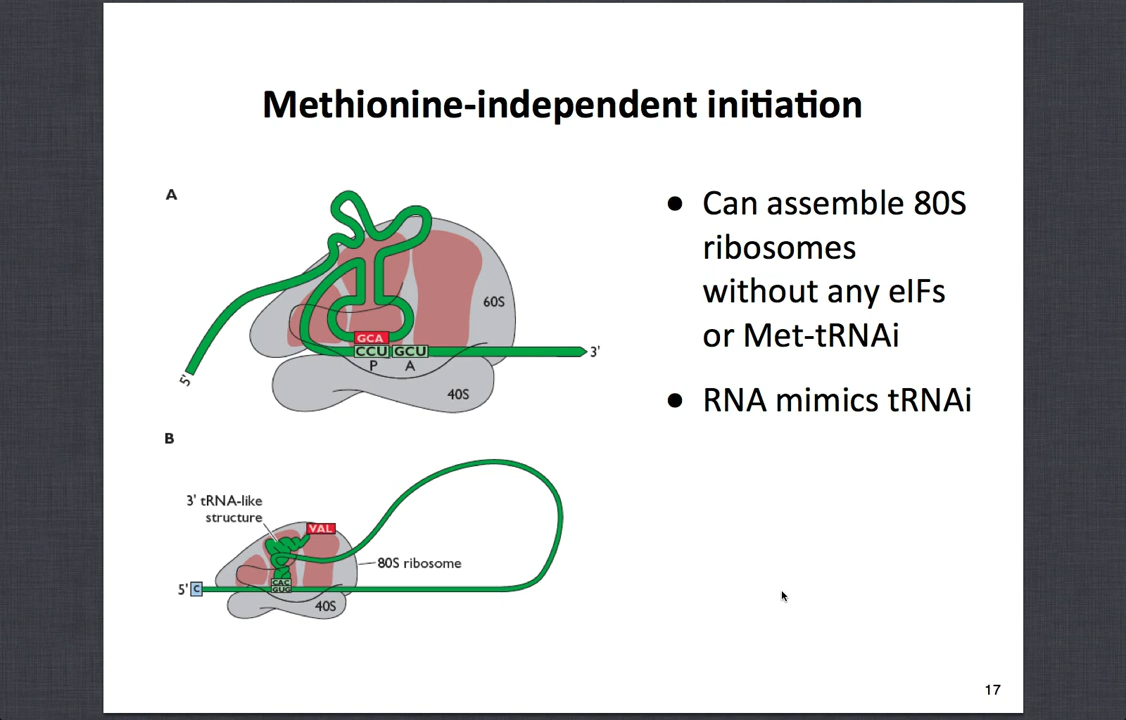 Methionine-independent initiation
A
60S
GCA
CCU GCU
P A
3'
5'
40S
● Can assemble 80S
ribosomes
without any eIFs
or Met-tRNAi
● RNA mimics tRNAi
B
3' tRNA-like
structure
VAL
80S ribosome
CAC
GUG
5' C
40S
17